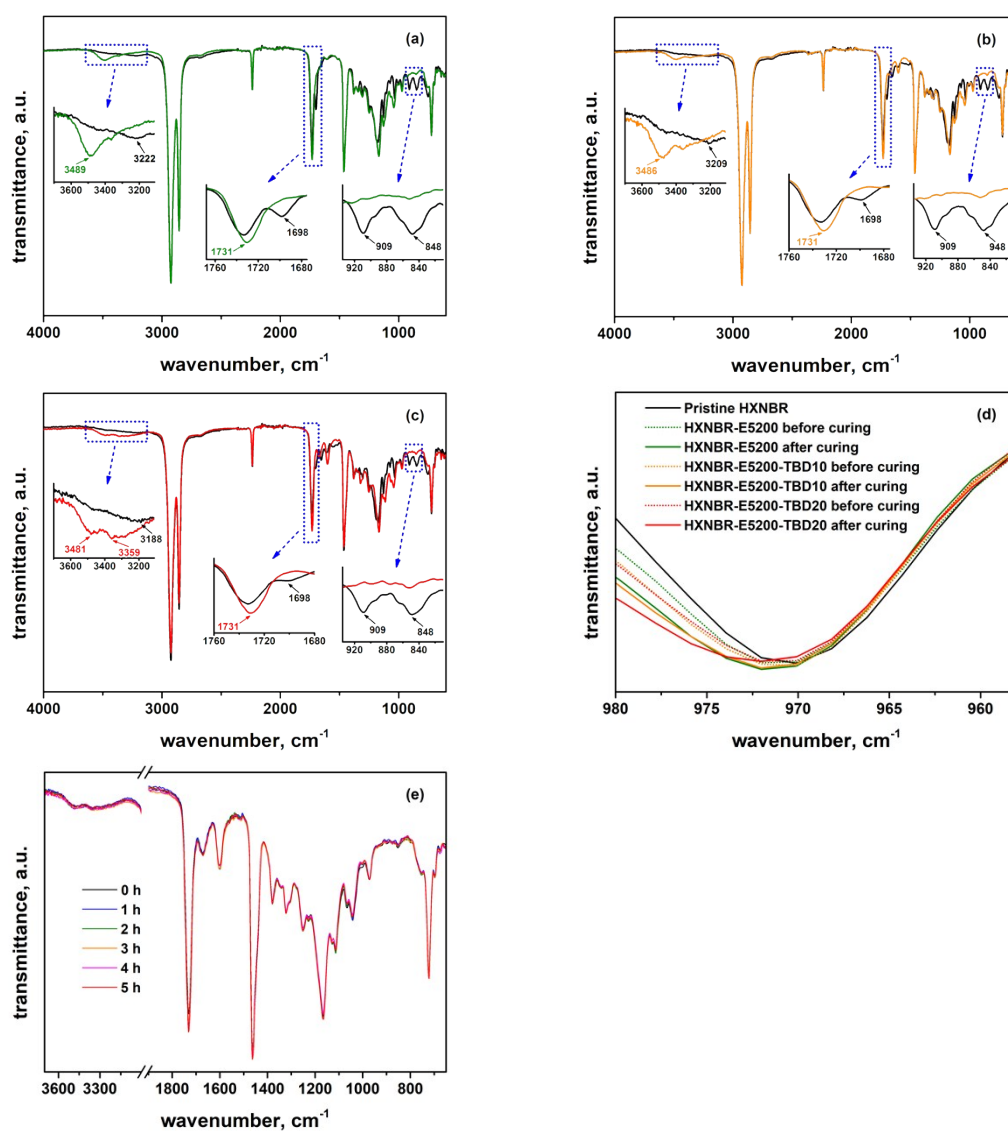 (a)
transmittance, a.u.
3489
3222
3600 3400 3200
1731
1698
1760 1720 1680
909
848
920 880 840
4000 3000 2000 1000
wavenumber, cm⁻¹
(b)
transmittance, a.u.
3486
3209
3600 3400 3200
1731
1698
1760 1720 1680
909
948
920 880 840
4000 3000 2000 1000
wavenumber, cm⁻¹
(c)
transmittance, a.u.
3481
3359
3188
3600 3400 3200
1731
1698
1760 1720 1680
909
848
920 880 840
4000 3000 2000 1000
wavenumber, cm⁻¹
(d)
transmittance, a.u.
Pristine HXNBR
HXNBR-E5200 before curing
HXNBR-E5200 after curing
HXNBR-E5200-TBD10 before curing
HXNBR-E5200-TBD10 after curing
HXNBR-E5200-TBD20 before curing
HXNBR-E5200-TBD20 after curing
980 975 970 965 960
wavenumber, cm⁻¹
(e)
transmittance, a.u.
0 h
1 h
2 h
3 h
4 h
5 h
3600 3300 1800 1600 1400 1200 1000 800
wavenumber, cm⁻¹